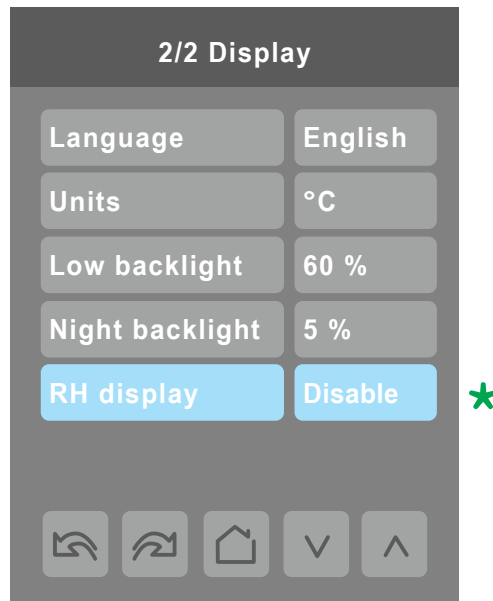 2/2 Display
Language English
Units °C
Low backlight 60 %
Night backlight 5 %
RH display Disable
*